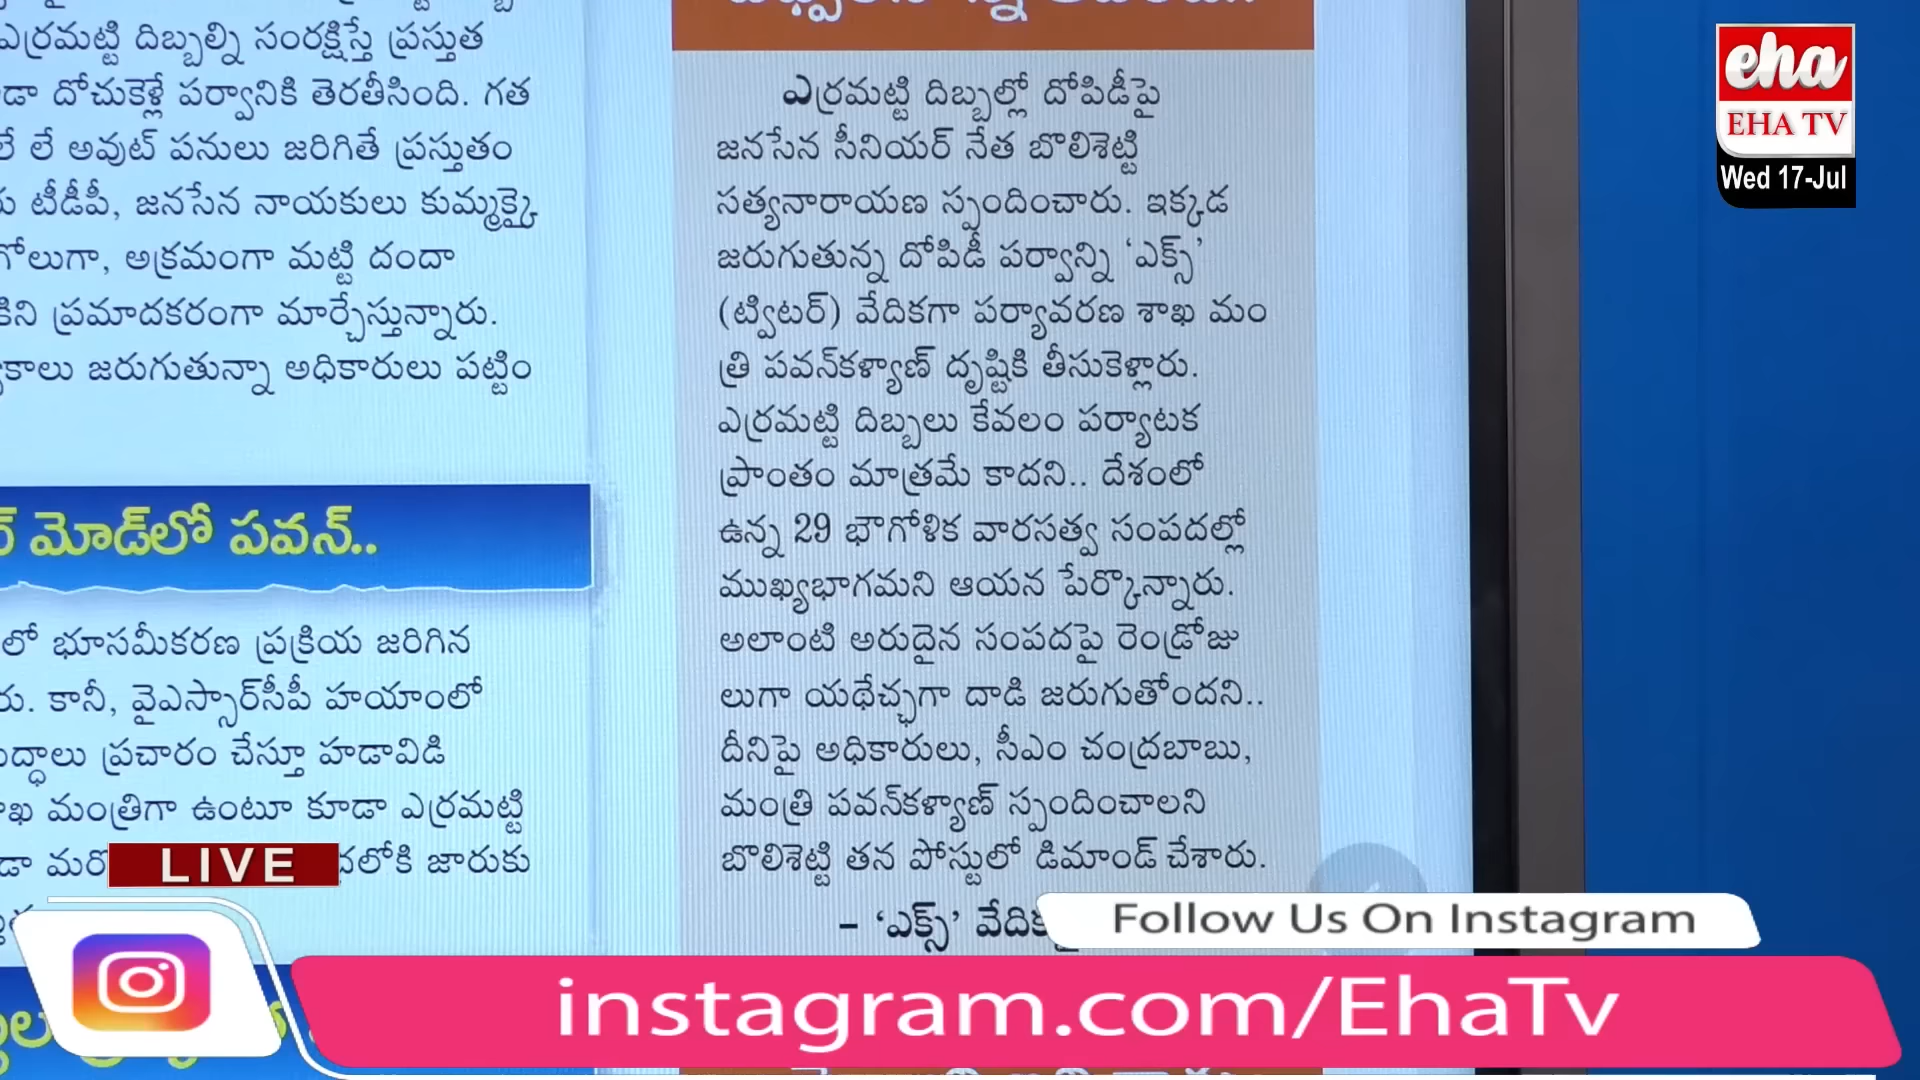 ఎర్రమట్టి దిబ్బల్ని సంరక్షిస్తే ప్రస్తుత
దోచుకెళ్లే పర్వానికి తెరతీసింది. గత
లే అవుట్ పనులు జరిగితే ప్రస్తుతం
టీడీపీ, జనసేన నాయకులు కుమ్మక్కై
అక్రమంగా మట్టి దందా
ప్రమాదకరంగా మార్చేస్తున్నారు.
జరుగుతున్నా అధికారులు పట్టిం
మోడ్‌లో పవన్..
లో భూసమీకరణ ప్రక్రియ జరిగిన
కానీ, వైఎస్సార్‌సీపీ హయాంలో
ప్రచారం చేస్తూ హడావిడి
మంత్రిగా ఉంటూ కూడా ఎర్రమట్టి
జారుకు
ఎర్రమట్టి దిబ్బల్లో దోపిడీపై
జనసేన సీనియర్ నేత బొలిశెట్టి
సత్యనారాయణ స్పందించారు. ఇక్కడ
జరుగుతున్న దోపిడీ పర్వాన్ని ‘ఎక్స్’
(ట్విటర్) వేదికగా పర్యావరణ శాఖ మం
త్రి పవన్‌కళ్యాణ్ దృష్టికి తీసుకెళ్లారు.
ఎర్రమట్టి దిబ్బలు కేవలం పర్యాటక
ప్రాంతం మాత్రమే కాదని.. దేశంలో
ఉన్న 29 భౌగోళిక వారసత్వ సంపదల్లో
ముఖ్యభాగమని ఆయన పేర్కొన్నారు.
అలాంటి అరుదైన సంపదపై రెండ్రోజు
లుగా యథేచ్ఛగా దాడి జరుగుతోందని..
దీనిపై అధికారులు, సీఎం చంద్రబాబు,
మంత్రి పవన్‌కళ్యాణ్ స్పందించాలని
బొలిశెట్టి తన పోస్టులో డిమాండ్ చేశారు.
– ‘ఎక్స్’
eha
EHA TV
Wed 17-Jul
LIVE
Follow Us On Instagram
instagram.com/EhaTv